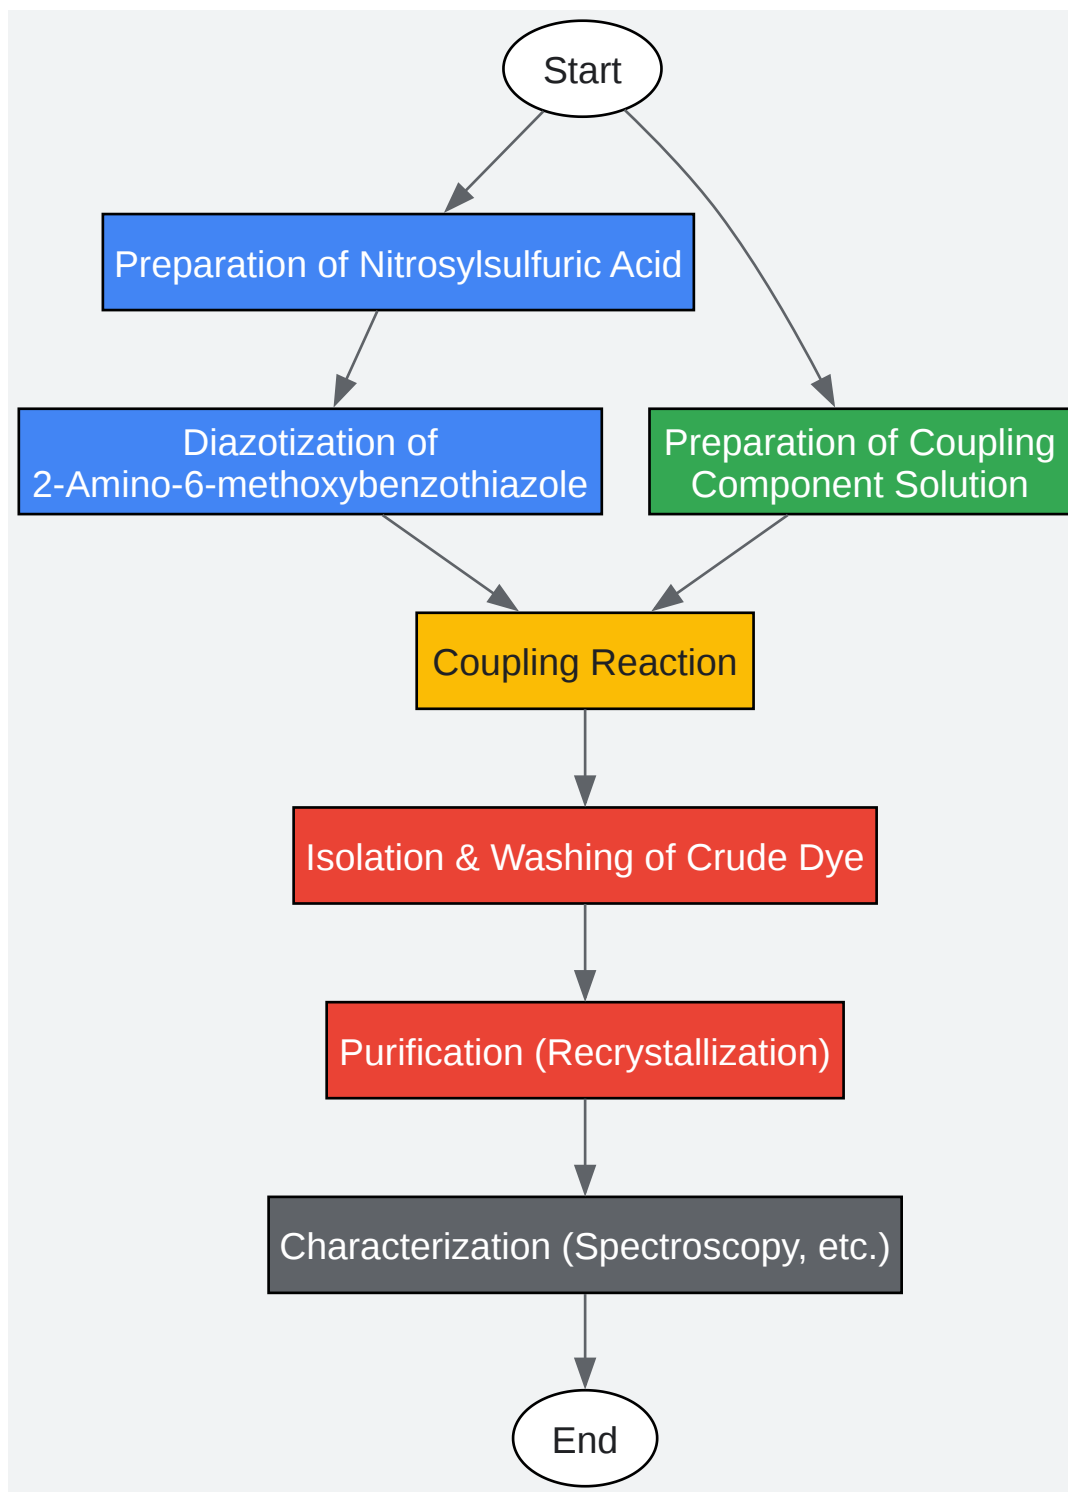 Start
Preparation of Nitrosylsulfuric Acid
Diazotization of
2-Amino-6-methoxybenzothiazole
Preparation of Coupling
Component Solution
Coupling Reaction
Isolation & Washing of Crude Dye
Purification (Recrystallization)
Characterization (Spectroscopy, etc.)
End